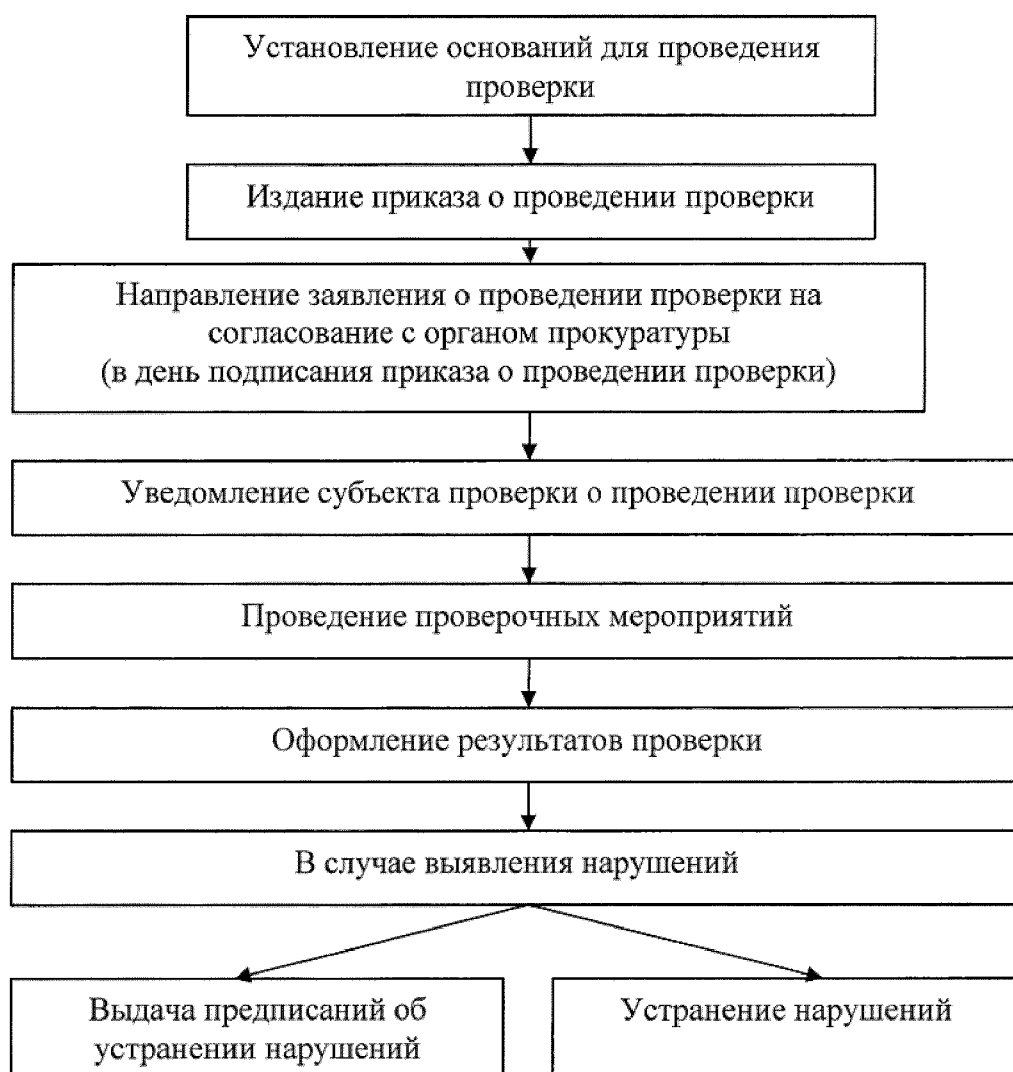 Установление оснований для проведения
проверки
Издание приказа о проведении проверки
Направление заявления о проведении проверки на
согласование с органом прокуратуры
(в день подписания приказа о проведении проверки)
Уведомление субъекта проверки о проведении проверки
Проведение проверочных мероприятий
Оформление результатов проверки
В случае выявления нарушений
Выдача предписаний об
устранении нарушений
Устранение нарушений